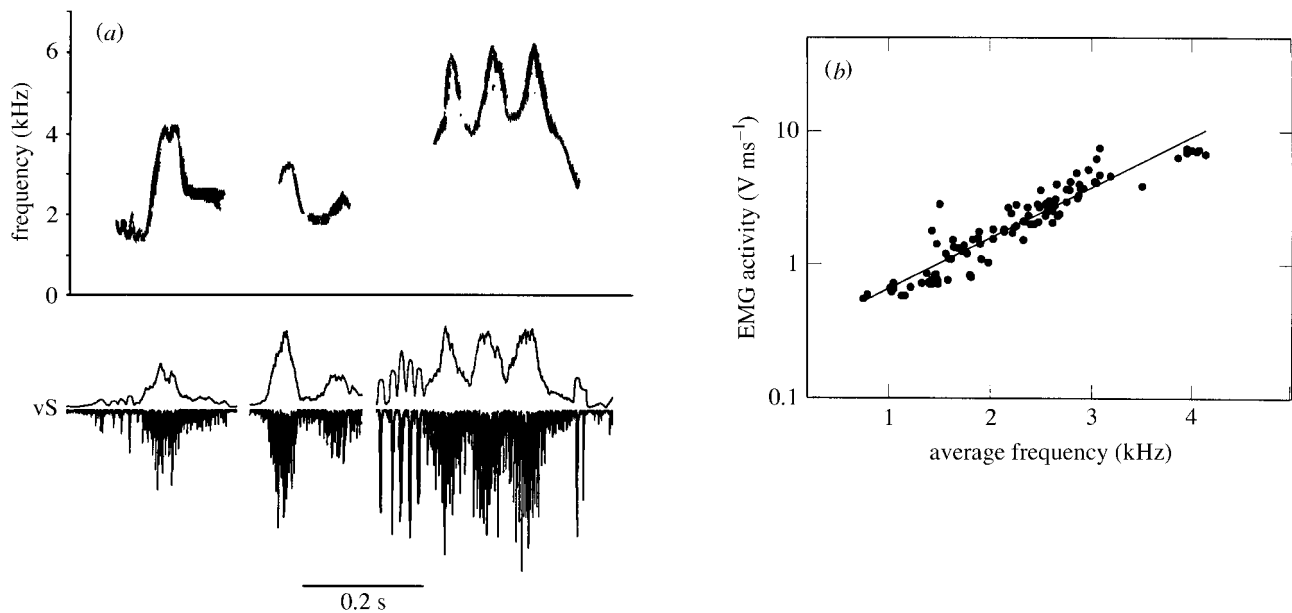 (a)
frequency (kHz)
6
4
2
0
vS
0.2 s
(b)
EMG activity (V ms⁻¹)
10
1
0.1
1 2 3 4
average frequency (kHz)